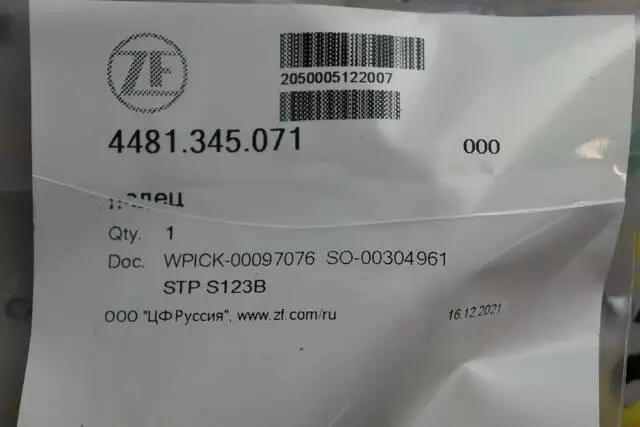 ZF
2050005122007
4481.345.071 000
Qty. 1
Doc. WPICK-00097076 SO-00304961
STP S123B
ООО "ЦФ Руссия", www.zf.com/ru
16.12.2021